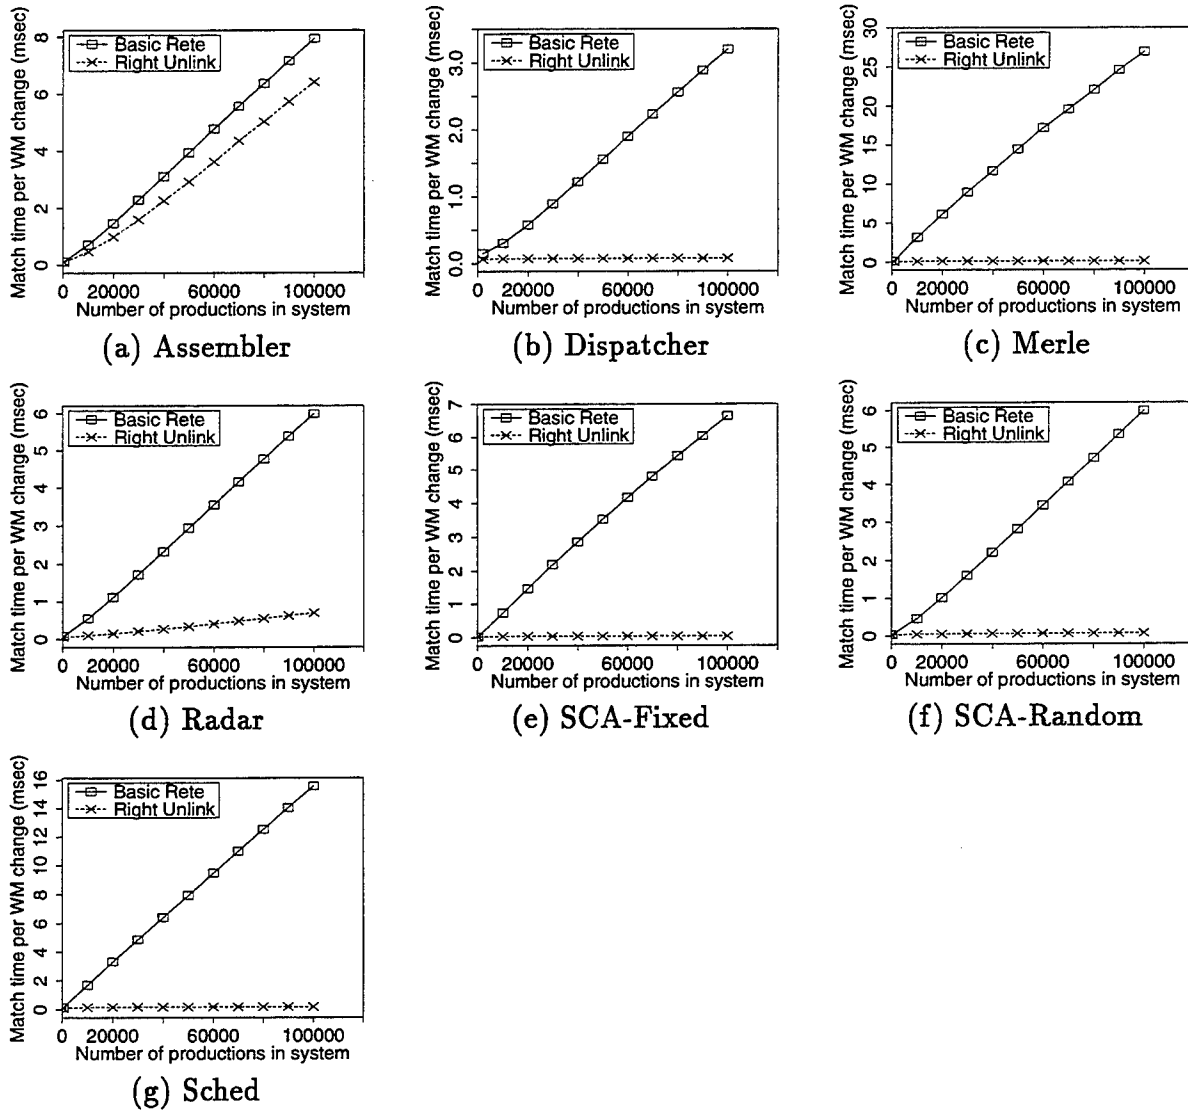 Match time per WM change (msec)
8
6
4
2
0
Basic Rete
Right Unlink
0 20000 60000 100000
Number of productions in system
(a) Assembler
Match time per WM change (msec)
3.0
2.0
1.0
0.0
Basic Rete
Right Unlink
0 20000 60000 100000
Number of productions in system
(b) Dispatcher
Match time per WM change (msec)
30
25
20
15
10
5
0
Basic Rete
Right Unlink
0 20000 60000 100000
Number of productions in system
(c) Merle
Match time per WM change (msec)
6
5
4
3
2
1
0
Basic Rete
Right Unlink
0 20000 60000 100000
Number of productions in system
(d) Radar
Match time per WM change (msec)
7
6
5
4
3
2
1
0
Basic Rete
Right Unlink
0 20000 60000 100000
Number of productions in system
(e) SCA-Fixed
Match time per WM change (msec)
6
5
4
3
2
1
0
Basic Rete
Right Unlink
0 20000 60000 100000
Number of productions in system
(f) SCA-Random
Match time per WM change (msec)
16
14
12
10
8
6
4
2
0
Basic Rete
Right Unlink
0 20000 60000 100000
Number of productions in system
(g) Sched